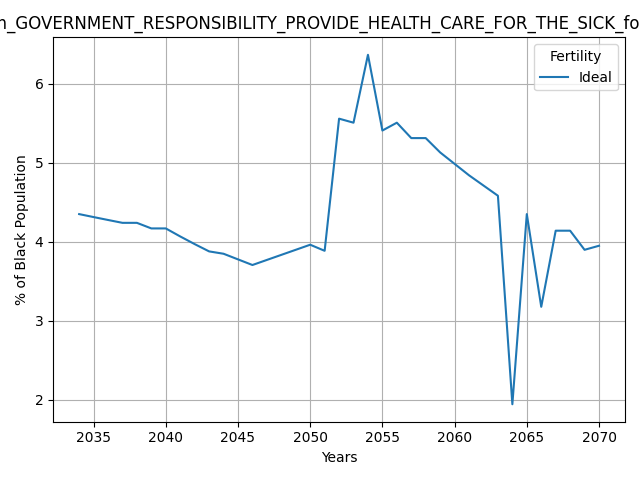 GOVERNMENT_RESPONSIBILITY_PROVIDE_HEALTH_CARE_FOR_THE_SICK
Fertility
Ideal
6
5
4
3
2
% of Black Population
2035 2040 2045 2050 2055 2060 2065 2070
Years